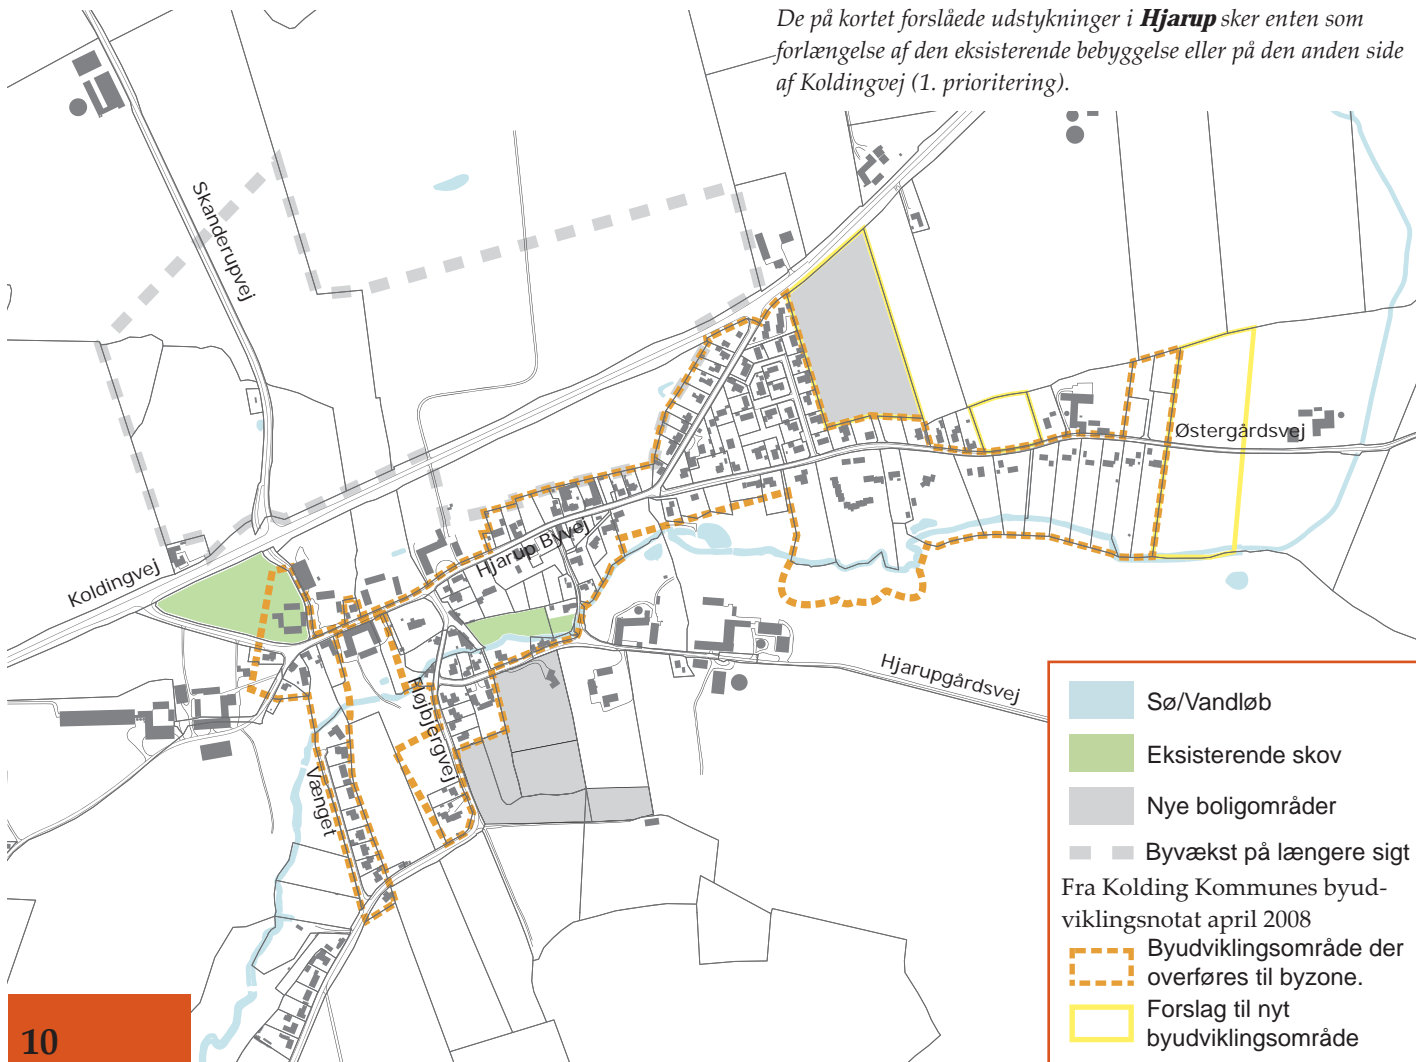 De på kortet forslåede udstykninger i Hjarup sker enten som
forlængelse af den eksisterende bebyggelse eller på den anden side
af Koldingvej (1. prioritering).
Skanderupvej
Østergårdsvej
Hjarup Byvej
Koldingvej
Hjarupgårdsvej
Højbjergvej
Vænget
Sø/Vandløb
Eksisterende skov
Nye boligområder
Byvækst på længere sigt
Fra Kolding Kommunes byud-
viklingsnotat april 2008
Byudviklingsområde der
overføres til byzone.
Forslag til nyt
byudviklingsområde
10